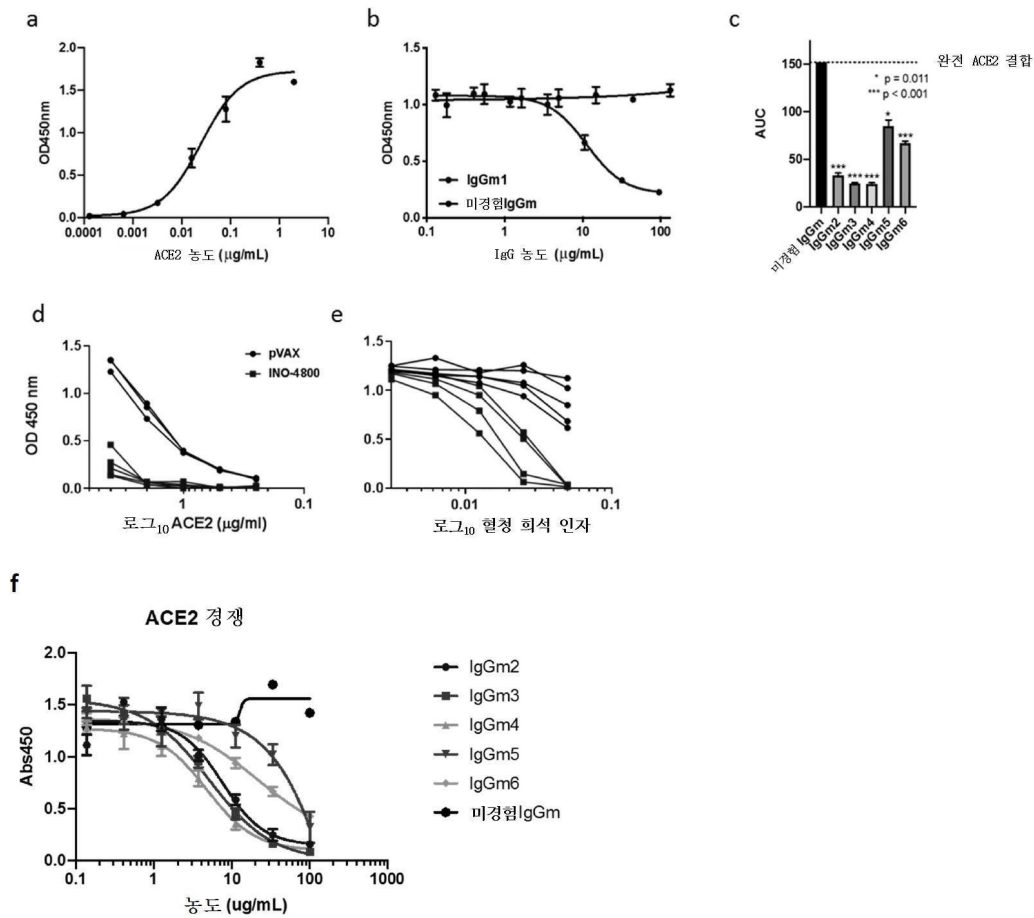 a
2.0
1.5
1.0
0.5
0.0
OD450nm
0.0001 0.001 0.01 0.1 1 10
ACE2 농도 (μg/mL)
b
2.0
1.5
1.0
0.5
0.0
OD450nm
IgGm1
미경험IgGm
0.1 1 10 100
IgG 농도 (μg/mL)
c
150
100
50
0
AUC
완전 ACE2 결합
* p = 0.011
*** p < 0.001
*** *** *** * ***
미경험 IgGm
IgGm2
IgGm3
IgGm4
IgGm5
IgGm6
d
1.5
1.0
0.5
0.0
OD 450 nm
pVAX
INO-4800
1 0.1
로그10 ACE2 (μg/ml)
e
1.5
1.0
0.5
0.0
0.01 0.1
로그10 혈청 희석 인자
f
ACE2 경쟁
2.0
1.5
1.0
0.5
0.0
Abs450
0.1 1 10 100 1000
농도 (ug/mL)
IgGm2
IgGm3
IgGm4
IgGm5
IgGm6
미경험IgGm